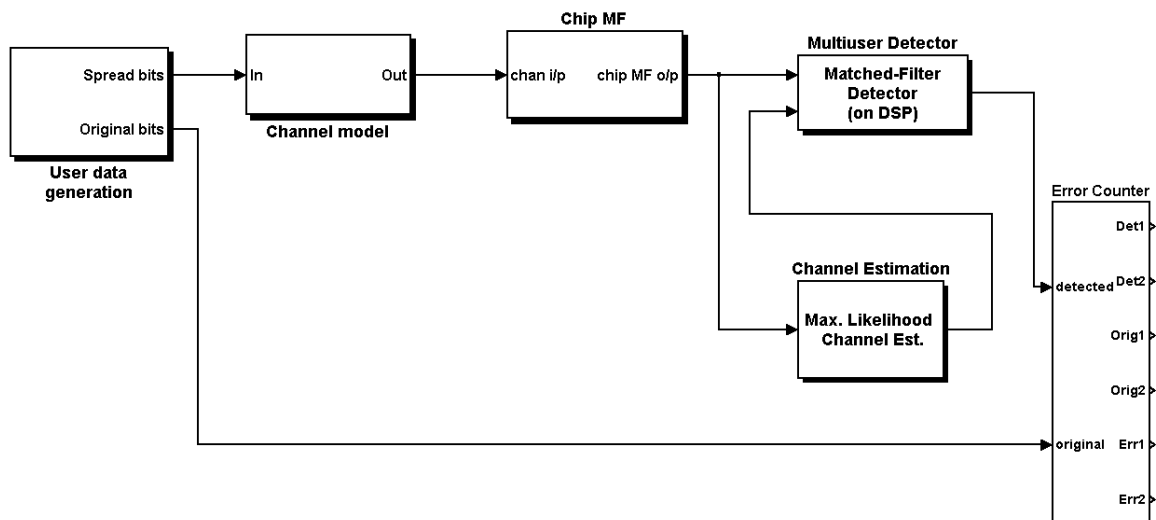 Spread bits
Original bits
User data
generation
In
Out
Channel model
Chip MF
chan i/p
chip MF o/p
Multiuser Detector
Matched-Filter
Detector
(on DSP)
Channel Estimation
Max. Likelihood
Channel Est.
Error Counter
detected
original
Det1
Det2
Orig1
Orig2
Err1
Err2